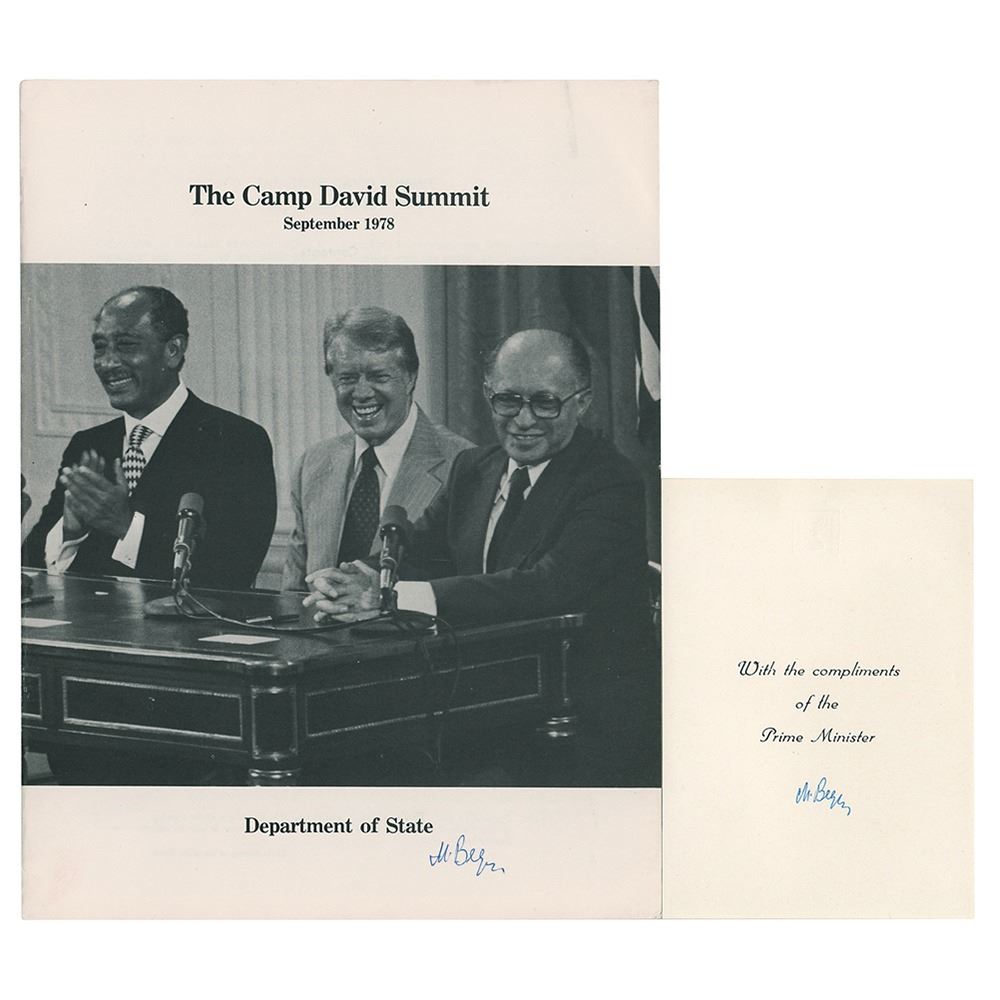 The Camp David Summit
September 1978
Department of State
M. Begin
With the compliments
of the
Prime Minister
M. Begin